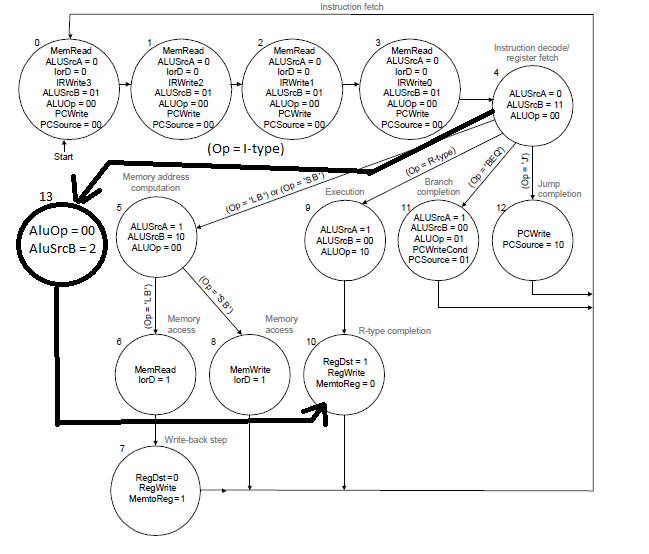 Instruction fetch
0
MemRead
ALUSrcA = 0
IorD = 0
IRWrite3
ALUSrcB = 01
ALUOp = 00
PCWrite
PCSource = 00
1
MemRead
ALUSrcA = 0
IorD = 0
IRWrite2
ALUSrcB = 01
ALUOp = 00
PCWrite
PCSource = 00
2
MemRead
ALUSrcA = 0
IorD = 0
IRWrite1
ALUSrcB = 01
ALUOp = 00
PCWrite
PCSource = 00
3
MemRead
ALUSrcA = 0
IorD = 0
IRWrite0
ALUSrcB = 01
ALUOp = 00
PCWrite
PCSource = 00
Instruction decode/
register fetch
4
ALUSrcA = 0
ALUSrcB = 11
ALUOp = 00
Start
(Op = I-type)
(Op = 'LB') or (Op = 'SB')
(Op = R-type)
(Op = 'BEQ')
(Op = 'J')
13
AluOp = 00
AluSrcB = 2
Memory address
computation
5
ALUSrcA = 1
ALUSrcB = 10
ALUOp = 00
Execution
9
ALUSrcA =1
ALUSrcB = 00
ALUOp= 10
Branch
completion
11
ALUSrcA = 1
ALUSrcB = 00
ALUOp = 01
PCWriteCond
PCSource = 01
Jump
completion
12
PCWrite
PCSource = 10
(Op = 'LB')
(Op = 'SB')
Memory
access
6
MemRead
IorD = 1
Memory
access
8
MemWrite
IorD = 1
R-type completion
10
RegDst = 1
RegWrite
MemtoReg = 0
Write-back step
7
RegDst=0
RegWrite
MemtoReg=1